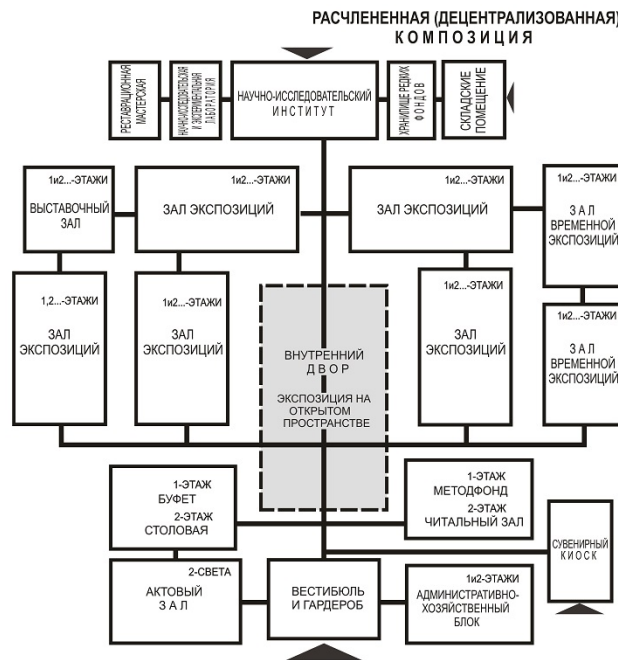 РАСЧЛЕНЕННАЯ (ДЕЦЕНТРАЛИЗОВАННАЯ)
КОМПОЗИЦИЯ
РЕСТАВРАЦИОННАЯ
МАСТЕРСКАЯ
НАУЧНО-ИССЛЕДОВАТЕЛЬСКАЯ
И ЭКСПЕРИМЕНТАЛЬНАЯ
ЛАБОРАТОРИЯ
НАУЧНО-ИССЛЕДОВАТЕЛЬСКИЙ
ИНСТИТУТ
ХРАНИЛИЩЕ РЕДКИХ
ФОНДОВ
СКЛАДСКИЕ
ПОМЕЩЕНИЕ
1и2...-ЭТАЖИ
ВЫСТАВОЧНЫЙ
ЗАЛ
1и2...-ЭТАЖИ
ЗАЛ ЭКСПОЗИЦИЙ
1и2...-ЭТАЖИ
ЗАЛ ЭКСПОЗИЦИЙ
1и2...-ЭТАЖИ
ЗАЛ
ВРЕМЕННОЙ
ЭКСПОЗИЦИЙ
1,2...-ЭТАЖИ
ЗАЛ
ЭКСПОЗИЦИЙ
1и2...-ЭТАЖИ
ЗАЛ
ЭКСПОЗИЦИЙ
ВНУТРЕННИЙ
ДВОР
ЭКСПОЗИЦИЯ НА
ОТКРЫТОМ
ПРОСТРАНСТВЕ
1и2...-ЭТАЖИ
ЗАЛ
ЭКСПОЗИЦИЙ
1и2...-ЭТАЖИ
ЗАЛ
ВРЕМЕННОЙ
ЭКСПОЗИЦИЙ
1-ЭТАЖ
БУФЕТ
2-ЭТАЖ
СТОЛОВАЯ
1-ЭТАЖ
МЕТОДФОНД
2-ЭТАЖ
ЧИТАЛЬНЫЙ ЗАЛ
СУВЕНИРНЫЙ
КИОСК
2-СВЕТА
АКТОВЫЙ
ЗАЛ
ВЕСТИБЮЛЬ
И ГАРДЕРОБ
1и2-ЭТАЖИ
АДМИНИСТРАТИВНО-
ХОЗЯЙСТВЕННЫЙ
БЛОК